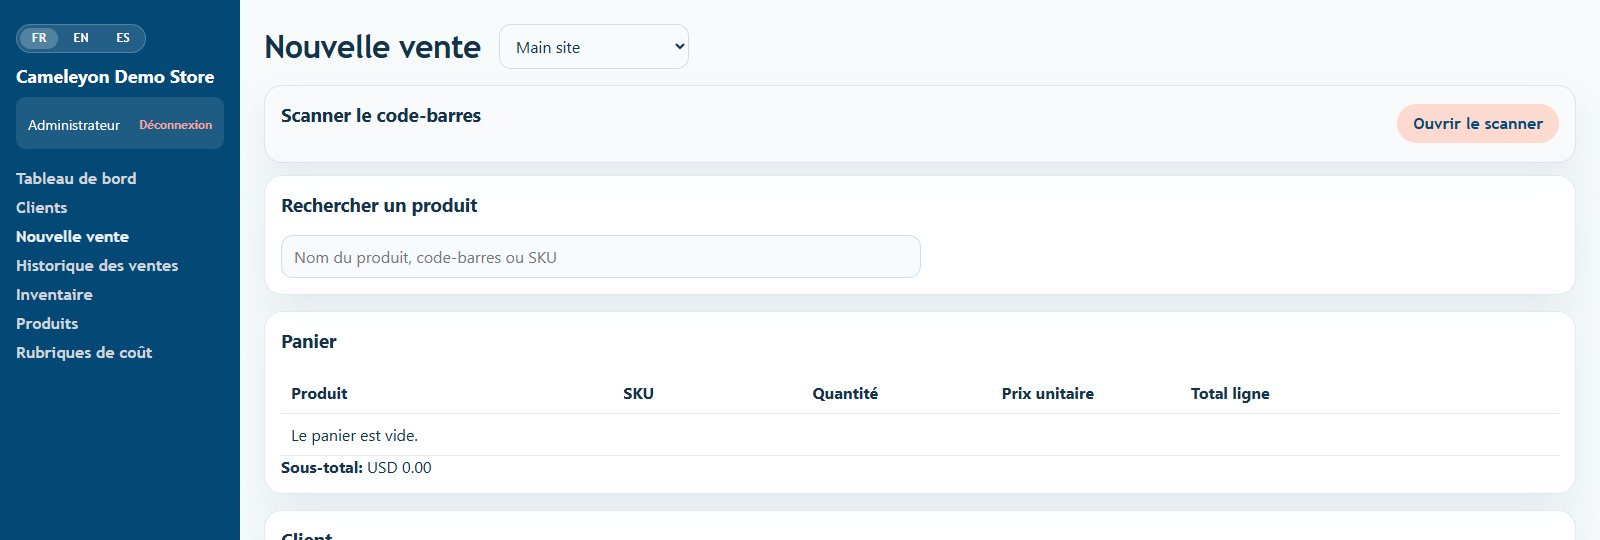 FR EN ES
Cameleyon Demo Store
Administrateur Déconnexion
Tableau de bord
Clients
Nouvelle vente
Historique des ventes
Inventaire
Produits
Rubriques de coût
Nouvelle vente Main site
Scanner le code-barres
Ouvrir le scanner
Rechercher un produit
Nom du produit, code-barres ou SKU
Panier
Produit SKU Quantité Prix unitaire Total ligne
Le panier est vide.
Sous-total: USD 0.00
Client